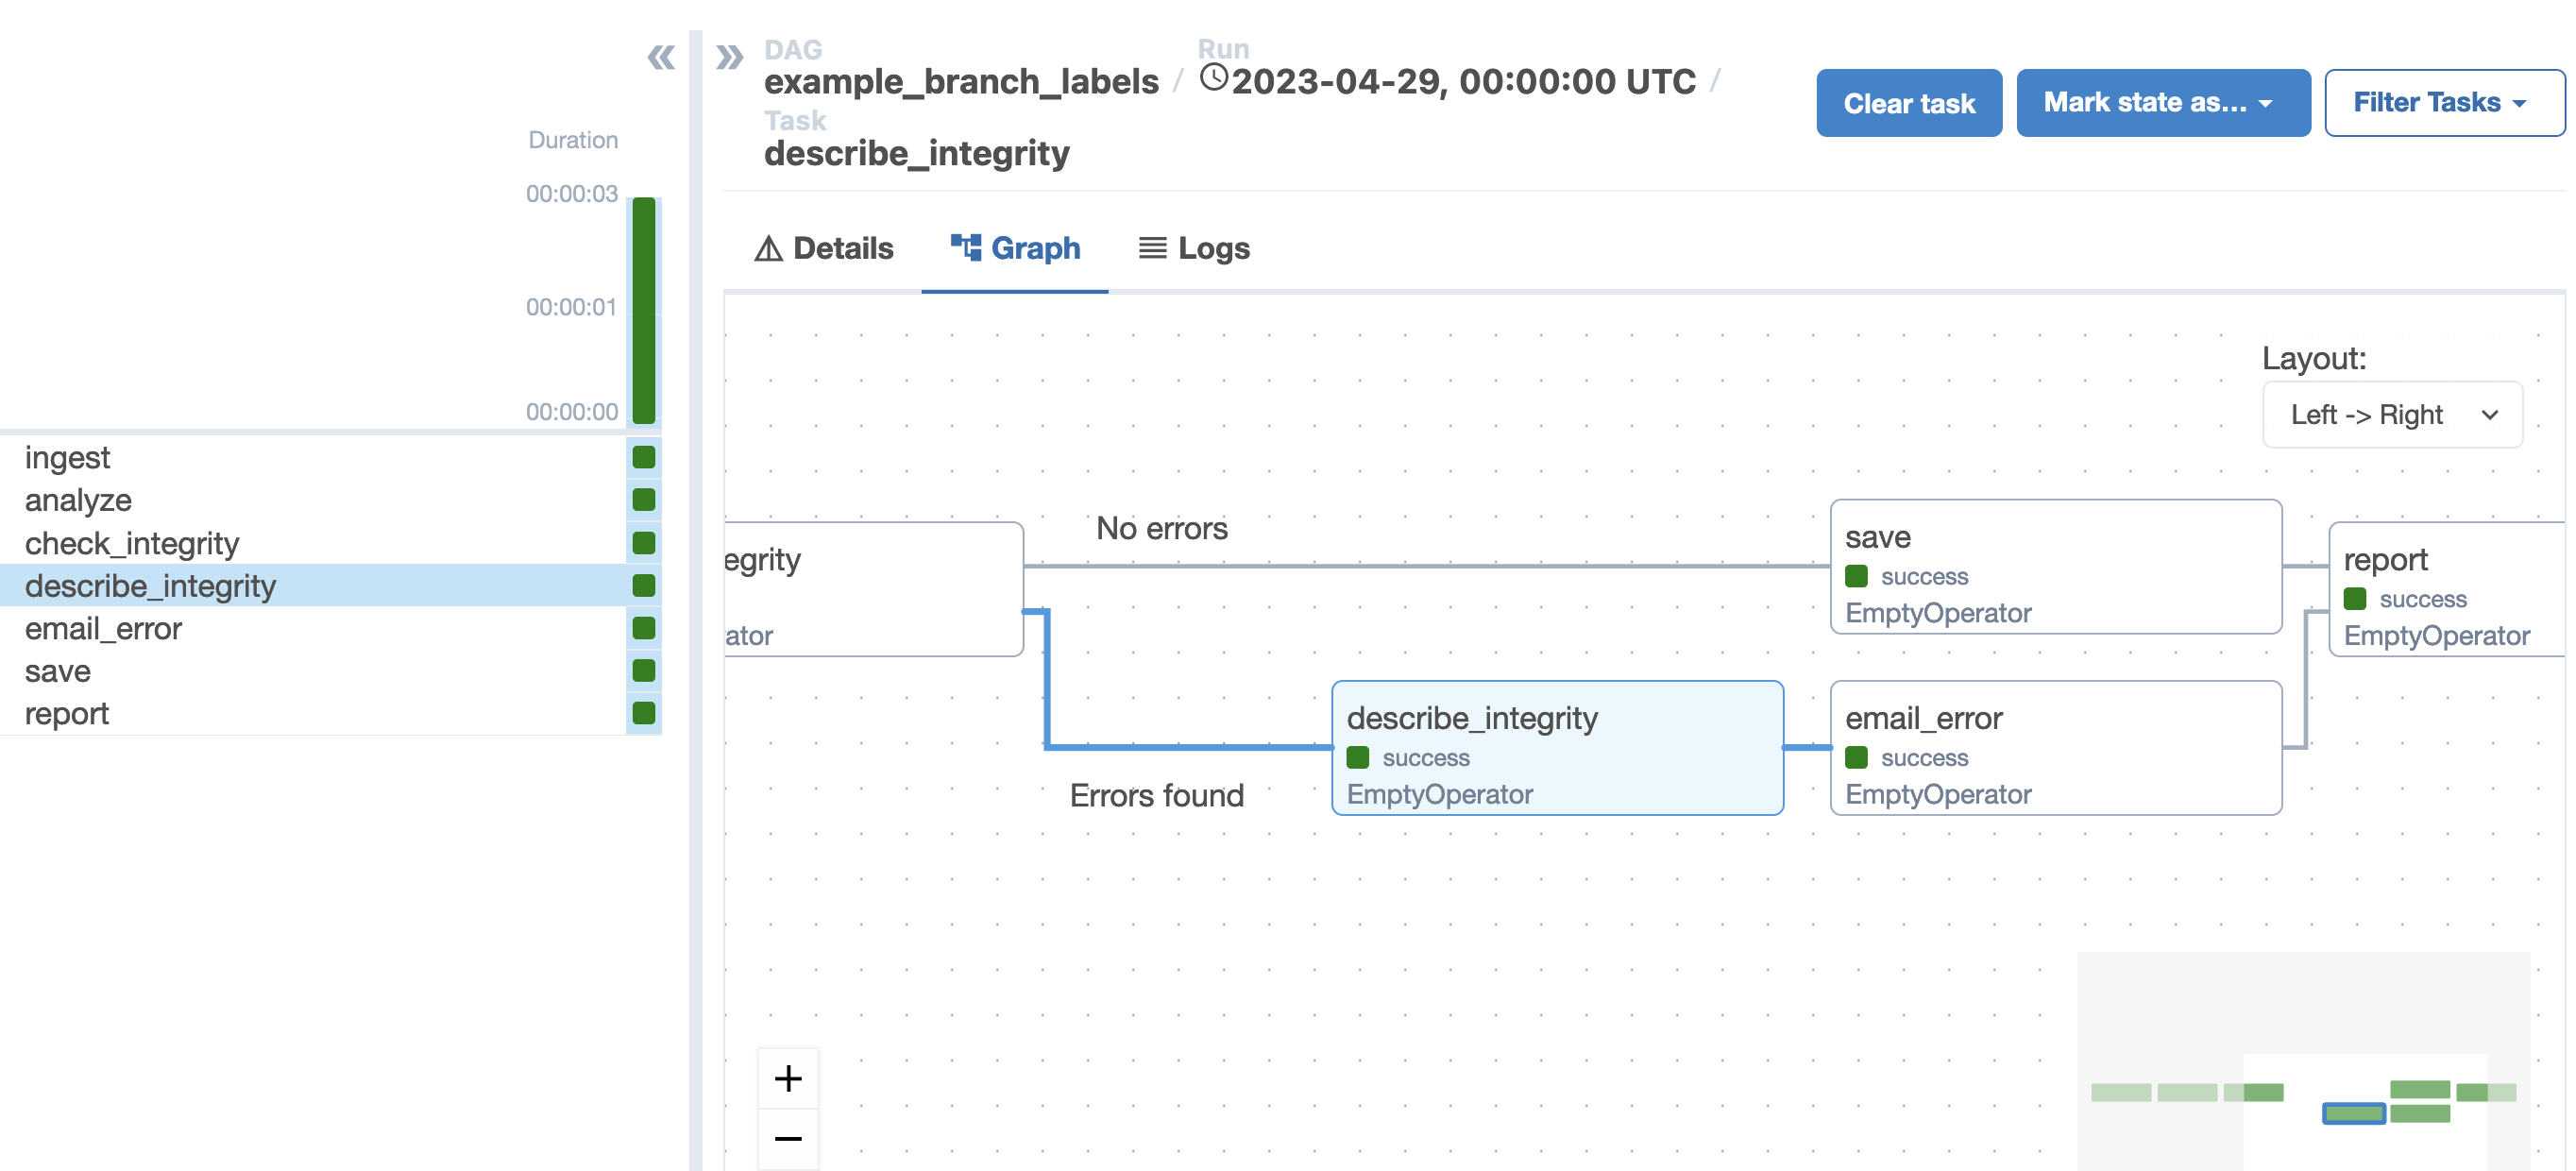 DAG
example_branch_labels /
Run
2023-04-29, 00:00:00 UTC /
Task
describe_integrity
Clear task
Mark state as...
Filter Tasks
Duration
00:00:03
00:00:01
00:00:00
ingest
analyze
check_integrity
describe_integrity
email_error
save
report
Details
Graph
Logs
Layout:
Left -> Right
egrity
ator
No errors
Errors found
save
success
EmptyOperator
report
success
EmptyOperator
describe_integrity
success
EmptyOperator
email_error
success
EmptyOperator